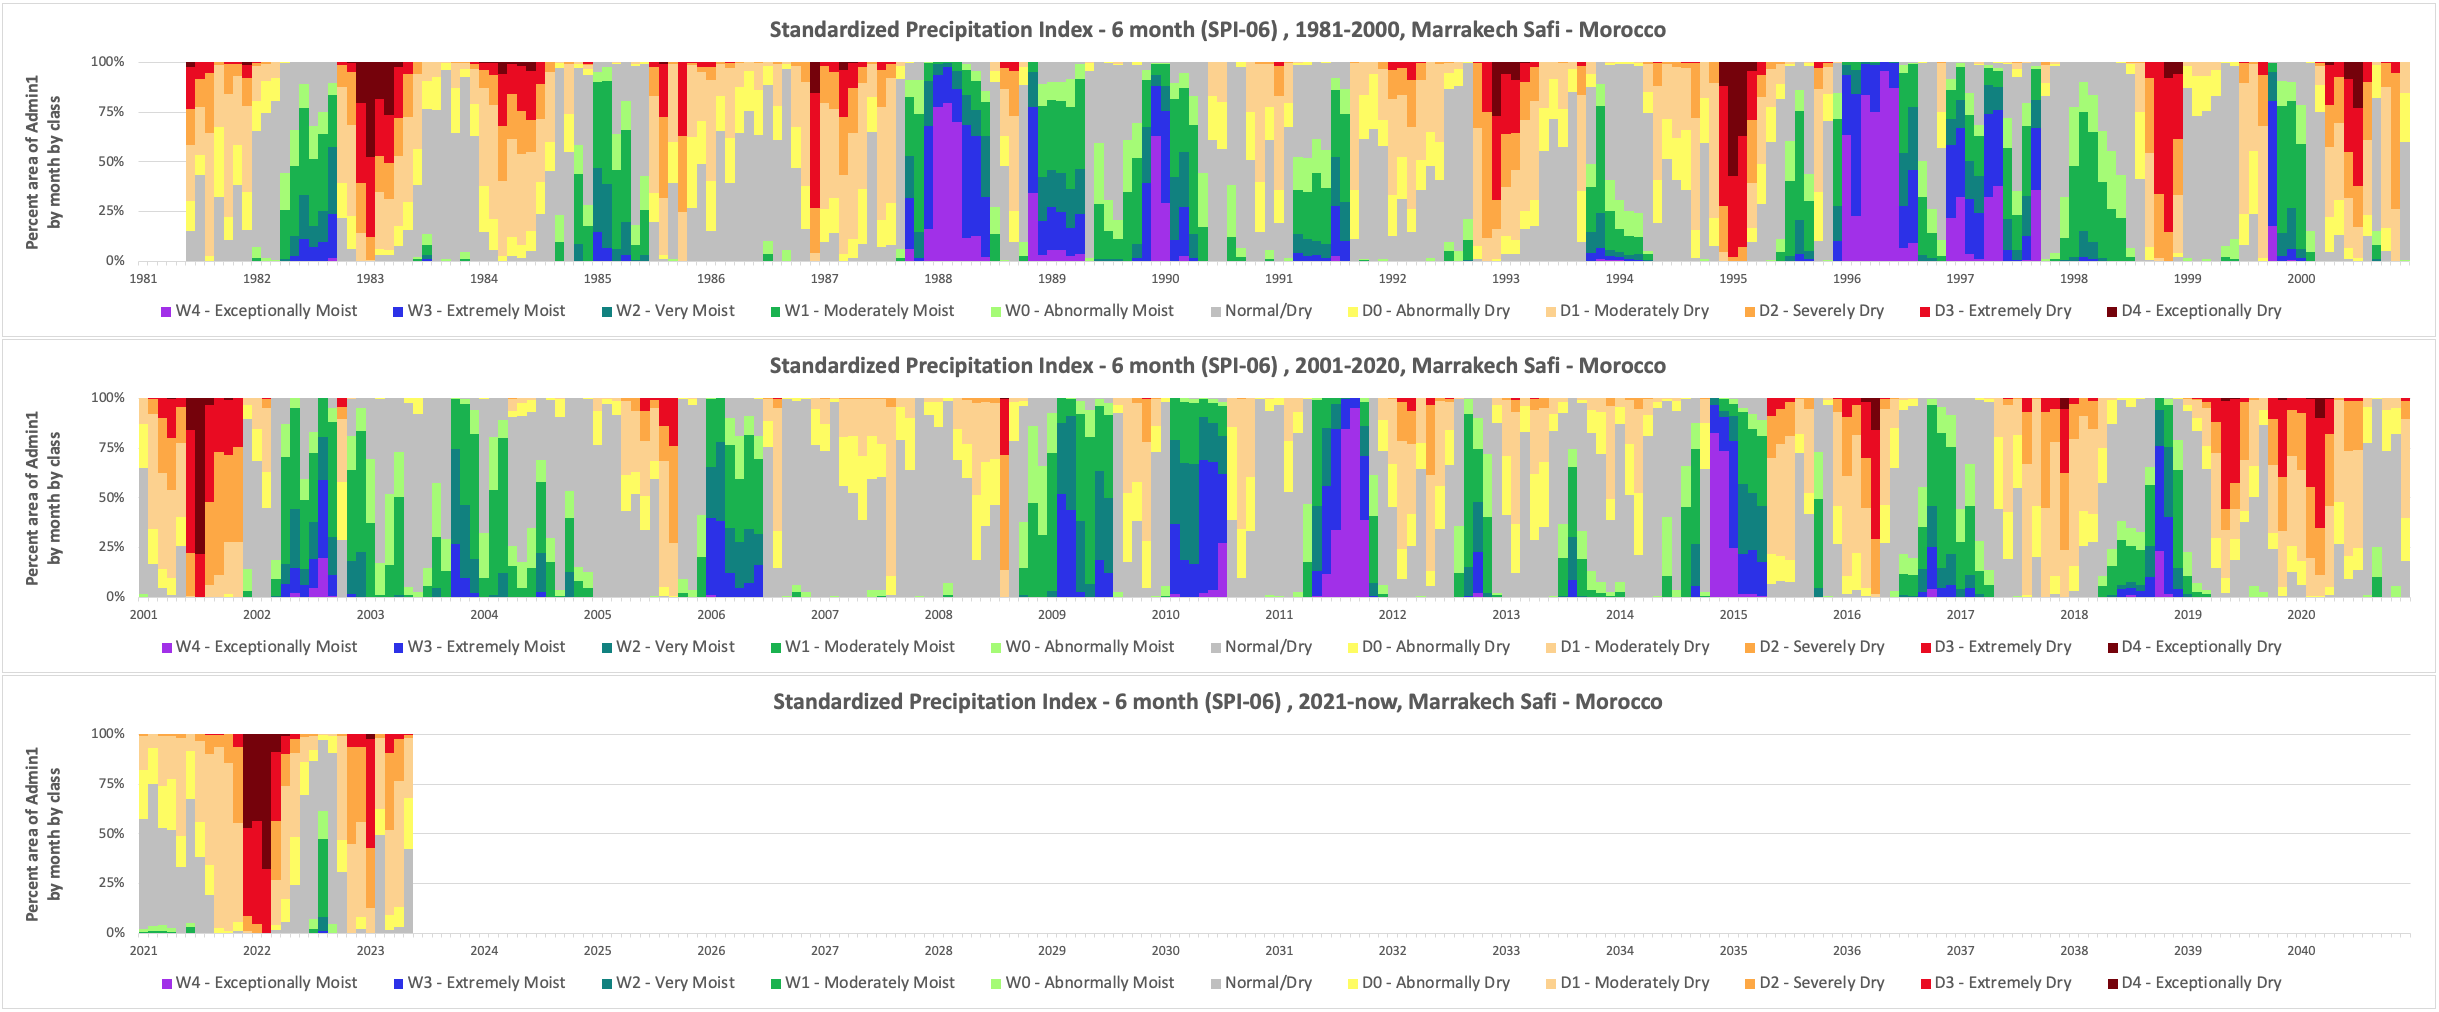 Standardized Precipitation Index - 6 month (SPI-06) , 1981-2000, Marrakech Safi - Morocco
Percent area of Admin1
by month by class
100%
75%
50%
25%
0%
1981 1982 1983 1984 1985 1986 1987 1988 1989 1990 1991 1992 1993 1994 1995 1996 1997 1998 1999 2000
W4 - Exceptionally Moist W3 - Extremely Moist W2 - Very Moist W1 - Moderately Moist W0 - Abnormally Moist Normal/Dry D0 - Abnormally Dry D1 - Moderately Dry D2 - Severely Dry D3 - Extremely Dry D4 - Exceptionally Dry
Standardized Precipitation Index - 6 month (SPI-06) , 2001-2020, Marrakech Safi - Morocco
Percent area of Admin1
by month by class
100%
75%
50%
25%
0%
2001 2002 2003 2004 2005 2006 2007 2008 2009 2010 2011 2012 2013 2014 2015 2016 2017 2018 2019 2020
W4 - Exceptionally Moist W3 - Extremely Moist W2 - Very Moist W1 - Moderately Moist W0 - Abnormally Moist Normal/Dry D0 - Abnormally Dry D1 - Moderately Dry D2 - Severely Dry D3 - Extremely Dry D4 - Exceptionally Dry
Standardized Precipitation Index - 6 month (SPI-06) , 2021-now, Marrakech Safi - Morocco
Percent area of Admin1
by month by class
100%
75%
50%
25%
0%
2021 2022 2023 2024 2025 2026 2027 2028 2029 2030 2031 2032 2033 2034 2035 2036 2037 2038 2039 2040
W4 - Exceptionally Moist W3 - Extremely Moist W2 - Very Moist W1 - Moderately Moist W0 - Abnormally Moist Normal/Dry D0 - Abnormally Dry D1 - Moderately Dry D2 - Severely Dry D3 - Extremely Dry D4 - Exceptionally Dry